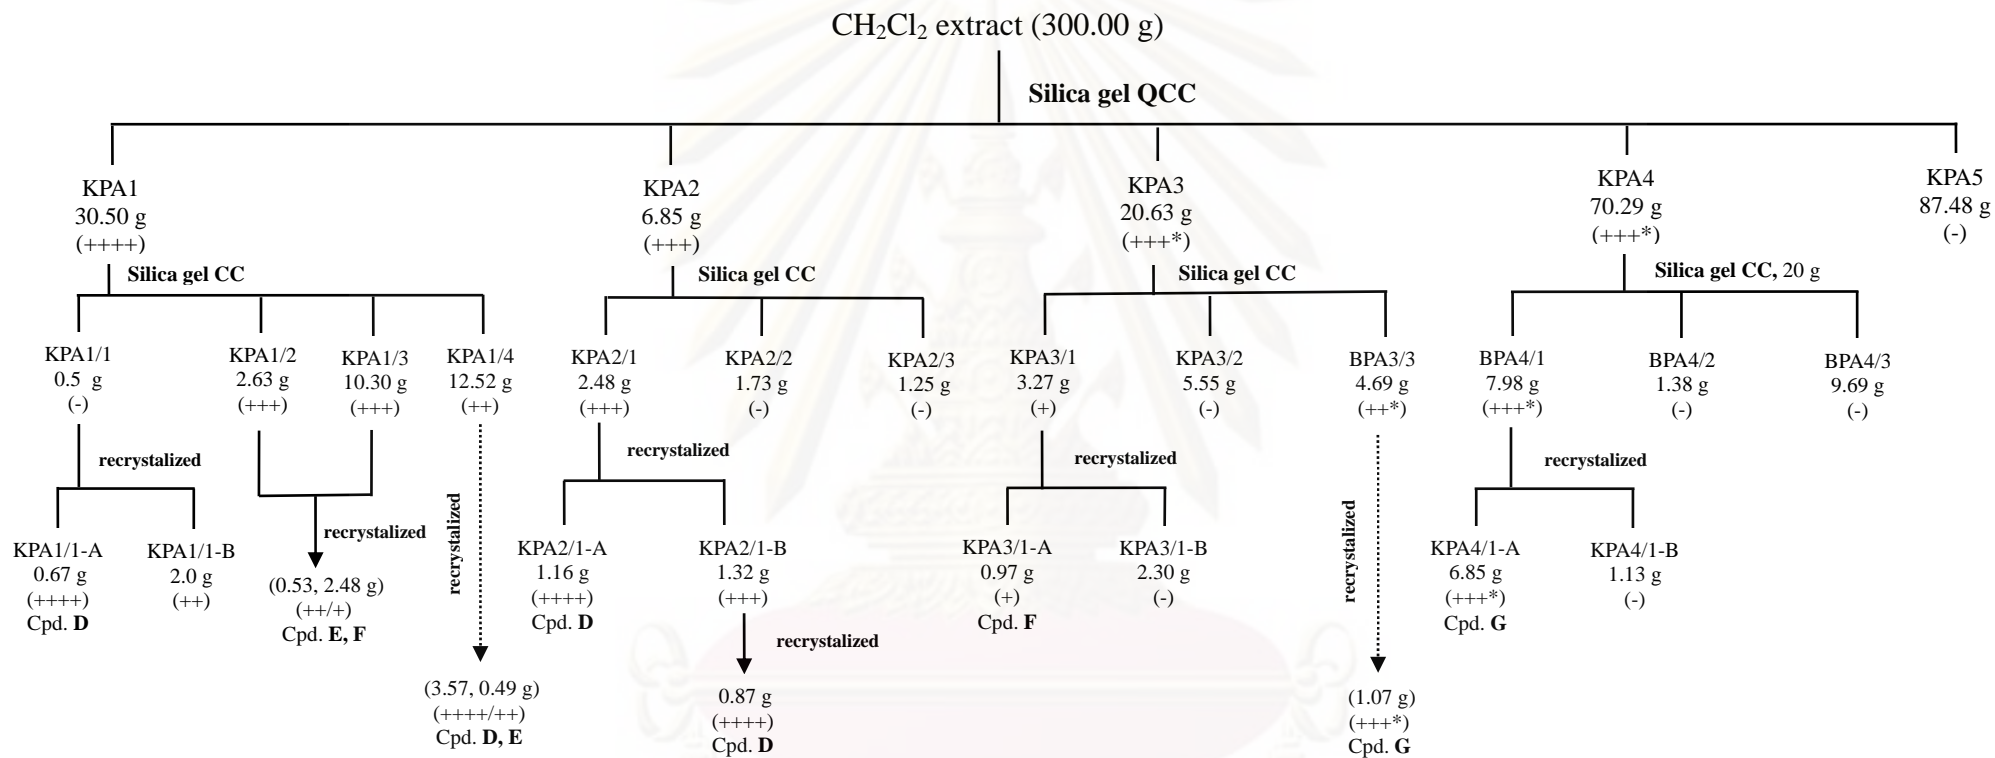 CH₂Cl₂ extract (300.00 g)
Silica gel QCC
KPA1
30.50 g
(++++)
KPA2
6.85 g
(+++)
KPA3
20.63 g
(+++*)
KPA4
70.29 g
(+++*)
KPA5
87.48 g
(-)
Silica gel CC
Silica gel CC
Silica gel CC
Silica gel CC, 20 g
KPA1/1
0.5 g
(-)
KPA1/2
2.63 g
(+++)
KPA1/3
10.30 g
(+++)
KPA1/4
12.52 g
(++)
KPA2/1
2.48 g
(+++)
KPA2/2
1.73 g
(-)
KPA2/3
1.25 g
(-)
KPA3/1
3.27 g
(+)
KPA3/2
5.55 g
(-)
BPA3/3
4.69 g
(++*)
BPA4/1
7.98 g
(+++*)
BPA4/2
1.38 g
(-)
BPA4/3
9.69 g
(-)
recrystalized
recrystalized
recrystalized
recrystalized
recrystalized
recrystalized
recrystalized
KPA1/1-A
0.67 g
(++++)
Cpd. D
KPA1/1-B
2.0 g
(++)
(0.53, 2.48 g)
(++/+)
Cpd. E, F
(3.57, 0.49 g)
(++++/++)
Cpd. D, E
KPA2/1-A
1.16 g
(++++)
Cpd. D
KPA2/1-B
1.32 g
(+++)
recrystalized
0.87 g
(++++)
Cpd. D
KPA3/1-A
0.97 g
(+)
Cpd. F
KPA3/1-B
2.30 g
(-)
(1.07 g)
(+++*)
Cpd. G
KPA4/1-A
6.85 g
(+++*)
Cpd. G
KPA4/1-B
1.13 g
(-)